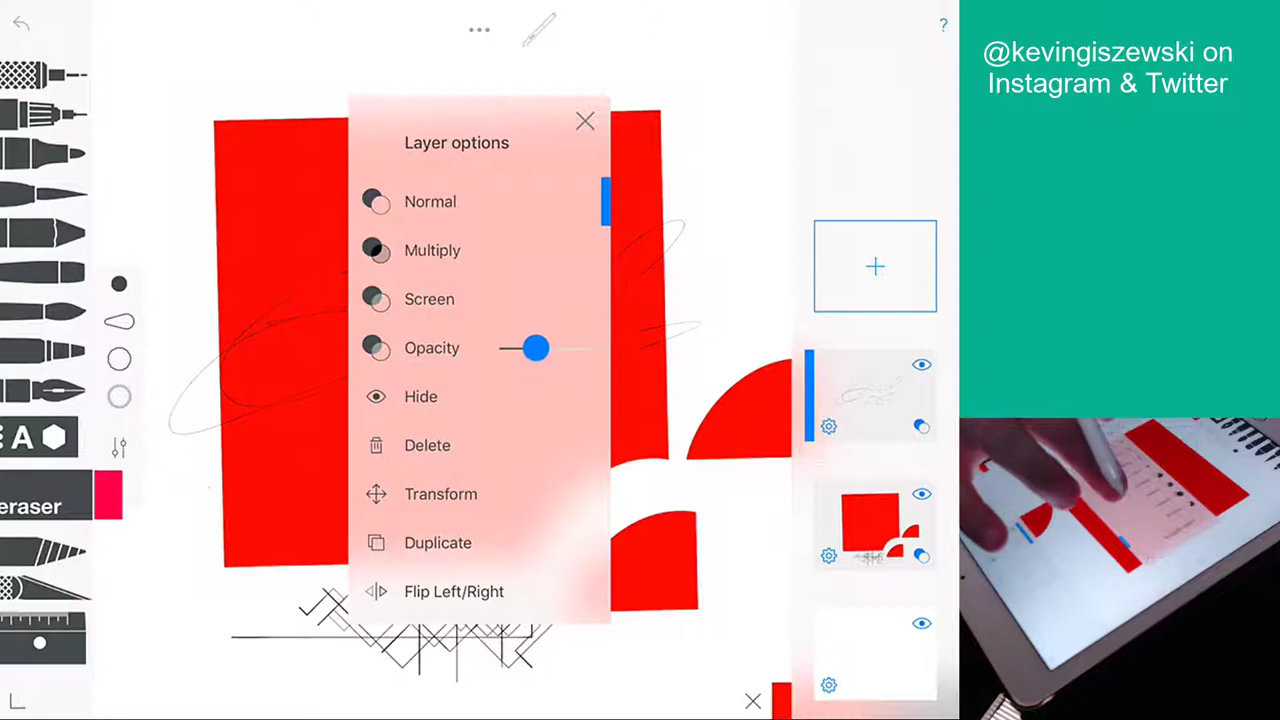 ?
@kevingiszewski on
Instagram & Twitter
Layer options
Normal
Multiply
Screen
Opacity
Hide
Delete
Transform
Duplicate
Flip Left/Right
A
eraser